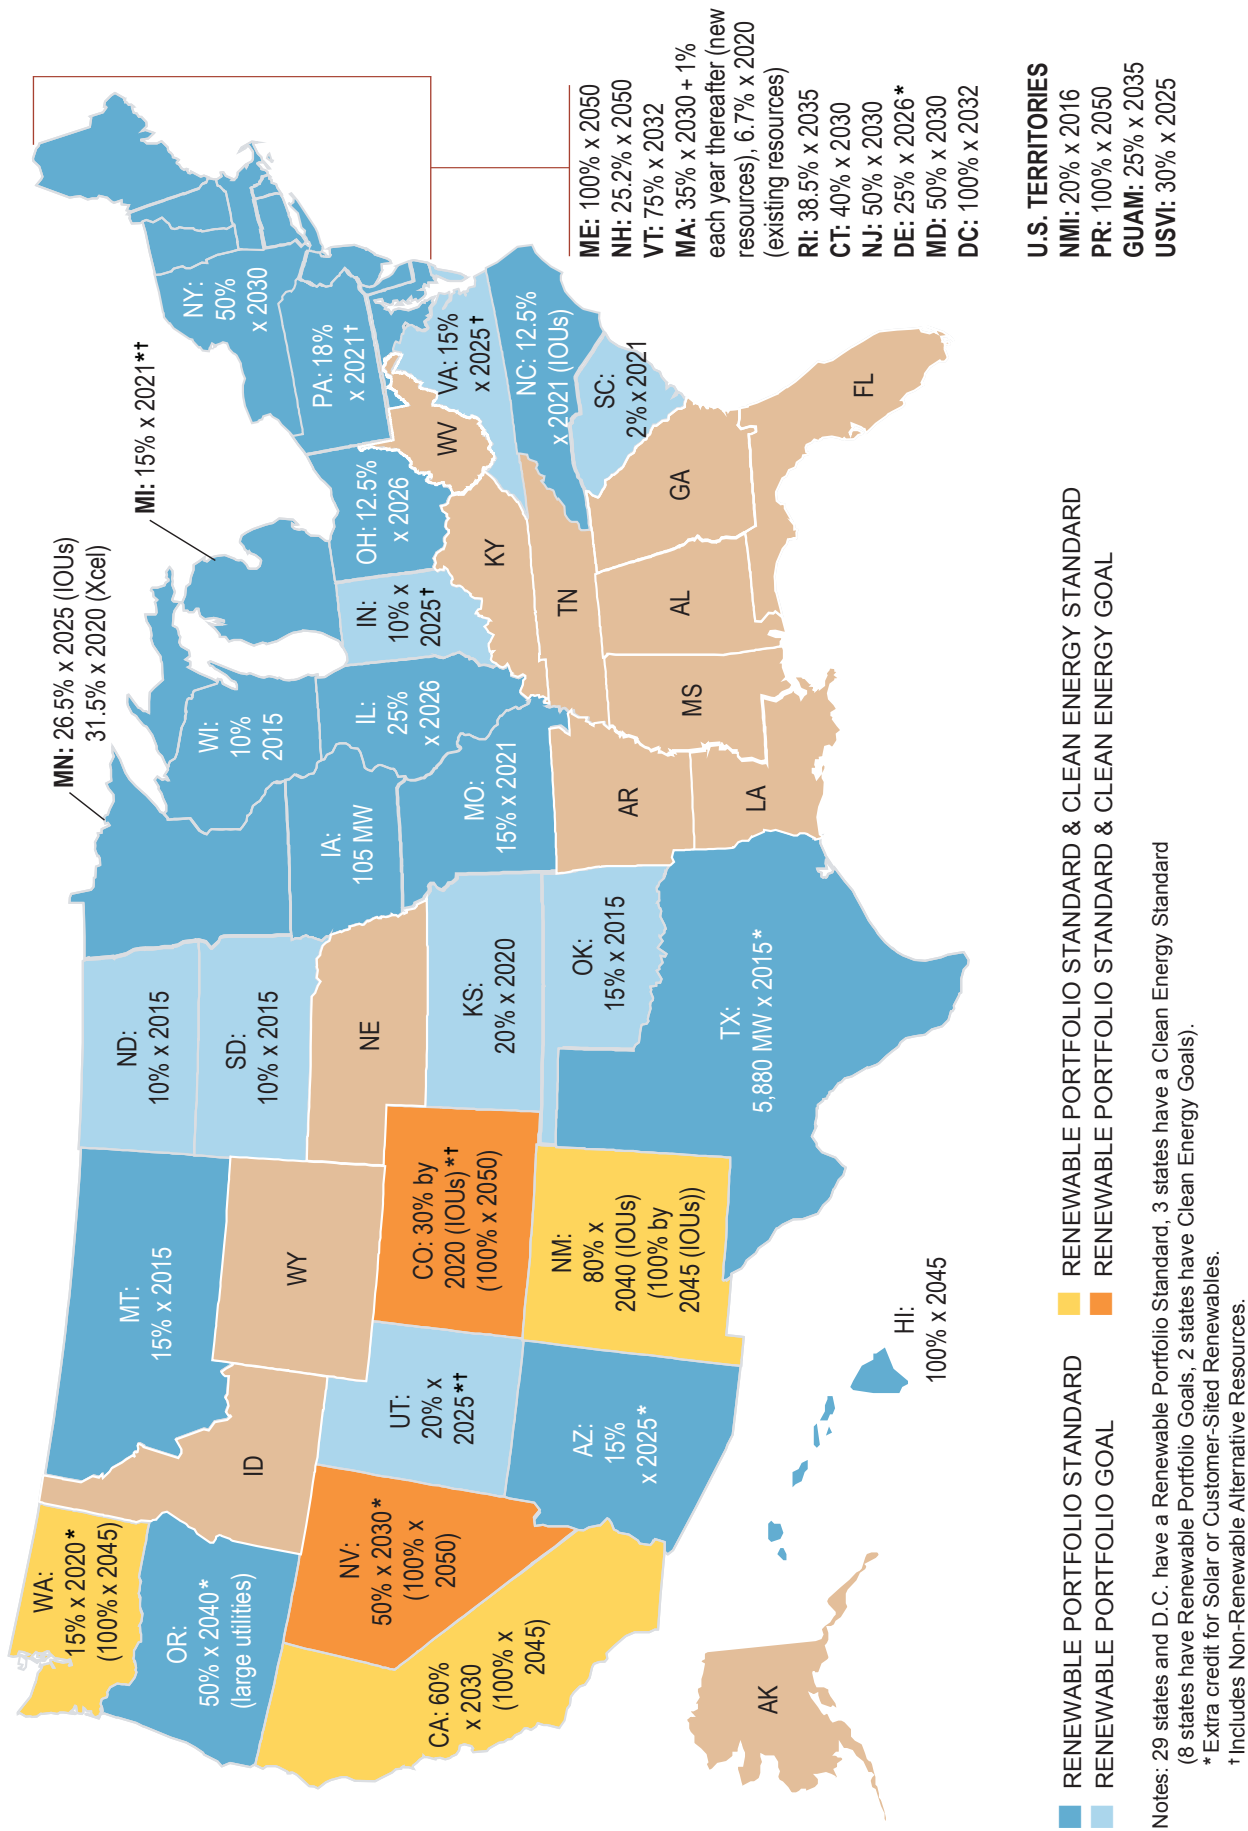 WA:
15% x 2020*
(100% x 2045)
OR:
50% x 2040*
(large utilities)
CA: 60%
x 2030
(100% x
2045)
NV:
50% x 2030*
(100% x
2050)
ID
MT:
15% x 2015
WY
UT:
20% x
2025*†
AZ:
15%
x 2025*
CO: 30% by
2020 (IOUs)*†
(100% x 2050)
NM:
80% x
2040 (IOUs)
(100% by
2045 (IOUs))
ND:
10% x 2015
SD:
10% x 2015
NE
KS:
20% x 2020
OK:
15% x 2015
TX:
5,880 MW x 2015*
MN: 26.5% x 2025 (IOUs)
31.5% x 2020 (Xcel)
IA:
105 MW
MO:
15% x 2021
AR
LA
WI:
10%
2015
IL:
25%
x 2026
MS
MI: 15% x 2021*†
IN:
10% x
2025†
OH: 12.5%
x 2026
KY
TN
AL
GA
FL
WV
VA: 15%
x 2025†
NC: 12.5%
x 2021 (IOUs)
SC:
2% x 2021
PA: 18%
x 2021†
NY:
50%
x 2030
AK
HI:
100% x 2045
ME: 100% x 2050
NH: 25.2% x 2050
VT: 75% x 2032
MA: 35% x 2030 + 1%
each year thereafter (new
resources), 6.7% x 2020
(existing resources)
RI: 38.5% x 2035
CT: 40% x 2030
NJ: 50% x 2030
DE: 25% x 2026*
MD: 50% x 2030
DC: 100% x 2032
U.S. TERRITORIES
NMI: 20% x 2016
PR: 100% x 2050
GUAM: 25% x 2035
USVI: 30% x 2025
RENEWABLE PORTFOLIO STANDARD
RENEWABLE PORTFOLIO GOAL
RENEWABLE PORTFOLIO STANDARD & CLEAN ENERGY STANDARD
RENEWABLE PORTFOLIO STANDARD & CLEAN ENERGY GOAL
Notes: 29 states and D.C. have a Renewable Portfolio Standard, 3 states have a Clean Energy Standard
(8 states have Renewable Portfolio Goals, 2 states have Clean Energy Goals).
* Extra credit for Solar or Customer-Sited Renewables.
† Includes Non-Renewable Alternative Resources.